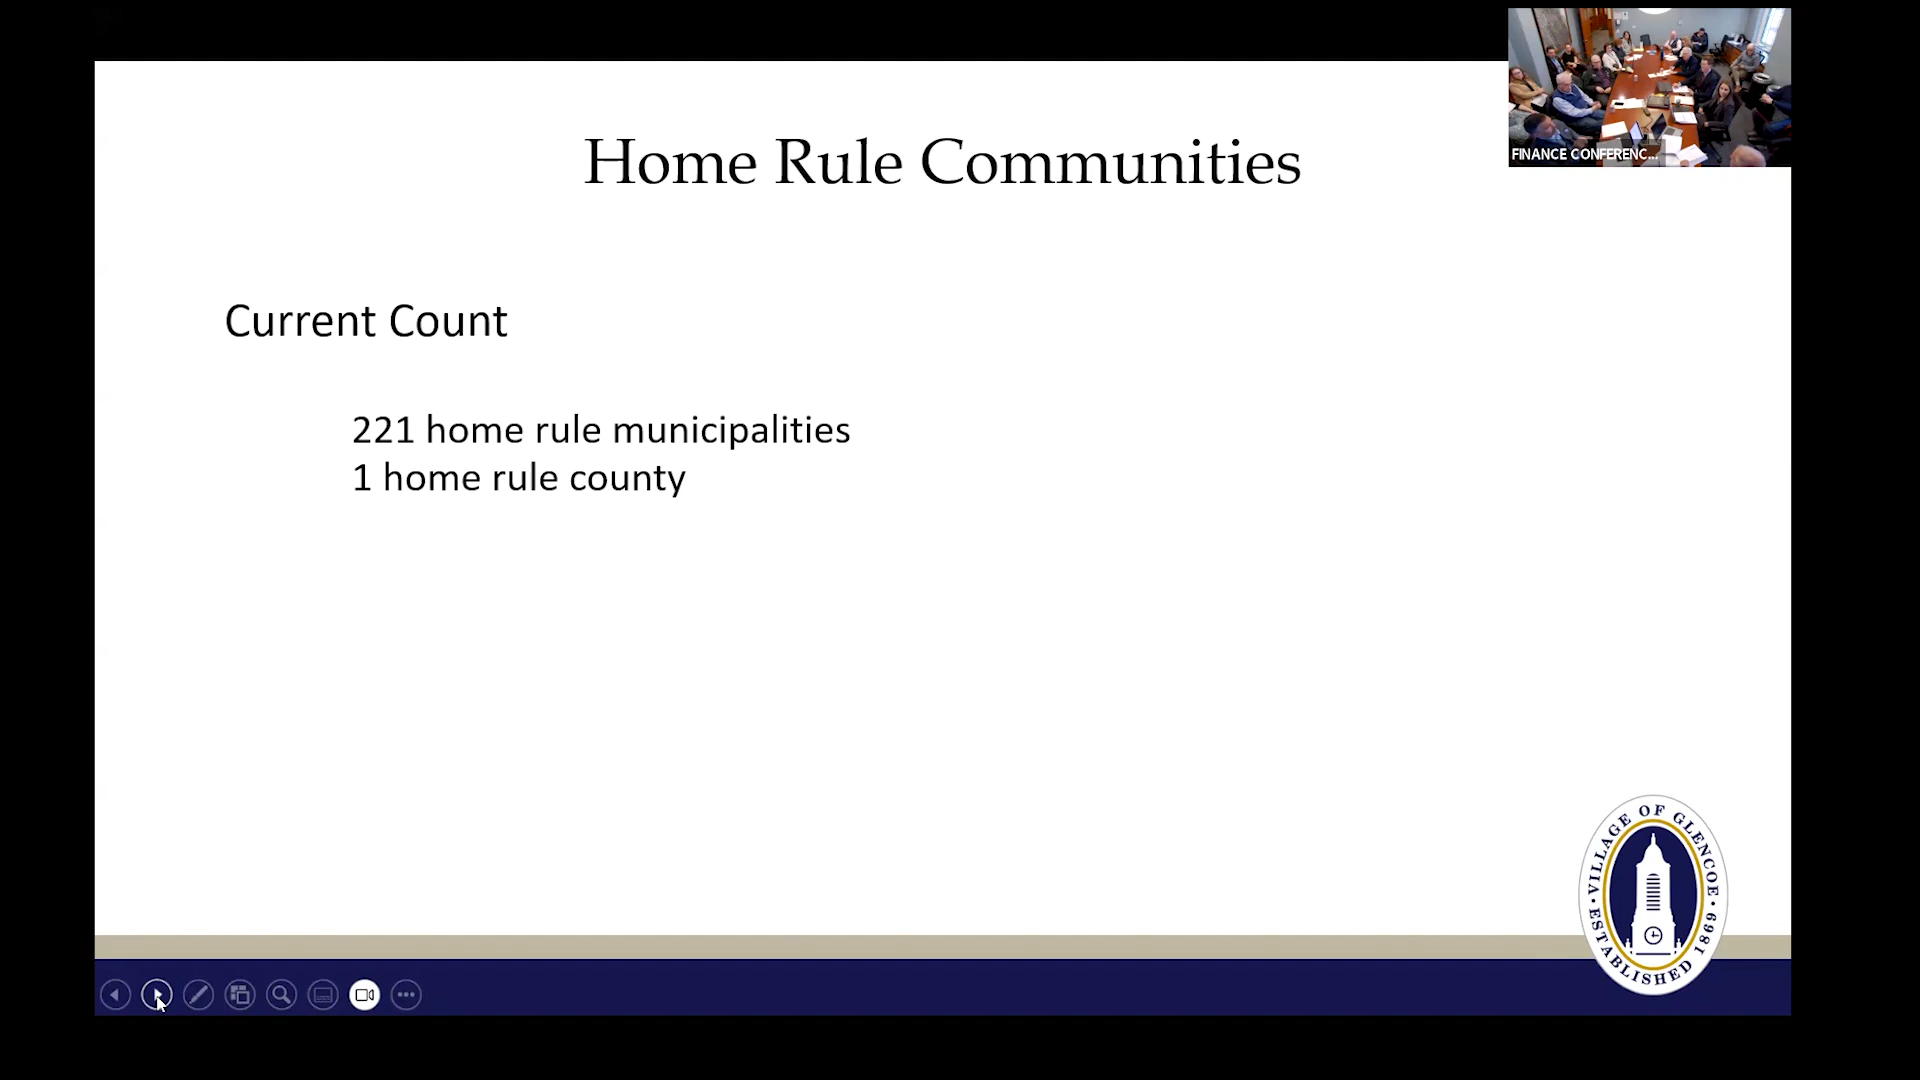 Home Rule Communities
FINANCE CONFERENC...
Current Count
221 home rule municipalities
1 home rule county
VILLAGE OF GLENCOE
ESTABLISHED 1869